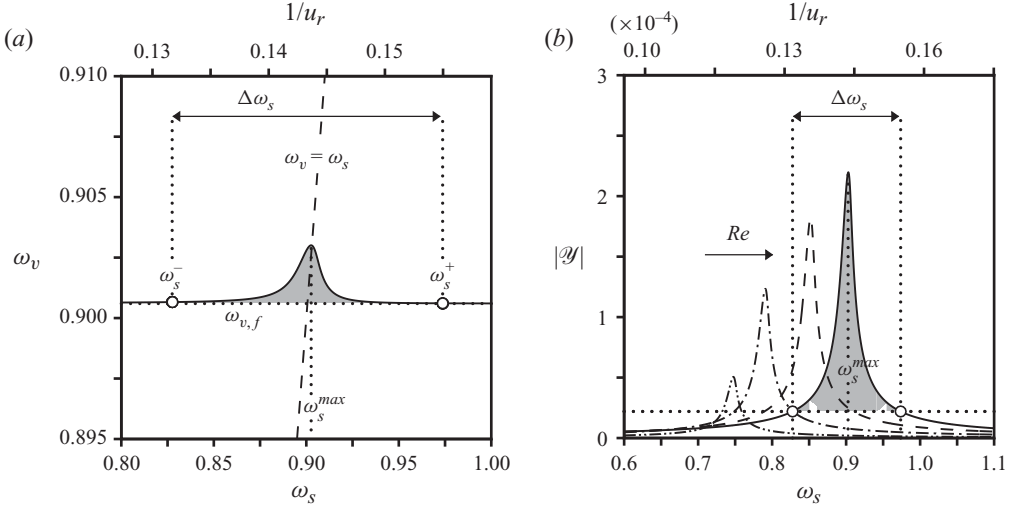 (a)
1/u_r
0.132 0.144 0.155
0.910
0.905
0.900
0.895
ω_v
Δω_s
ω_v = ω_s
ω_s^−
ω_s^+
ω_{v, f}
ω_s^{max}
0.80 0.85 0.90 0.95 1.00
ω_s
(b)
(×10^{−4})
1/u_r
0.10 0.13 0.16
3
2
1
0
|𝒴|
Δω_s
Re
ω_s^{max}
0.6 0.7 0.8 0.9 1.0 1.1
ω_s